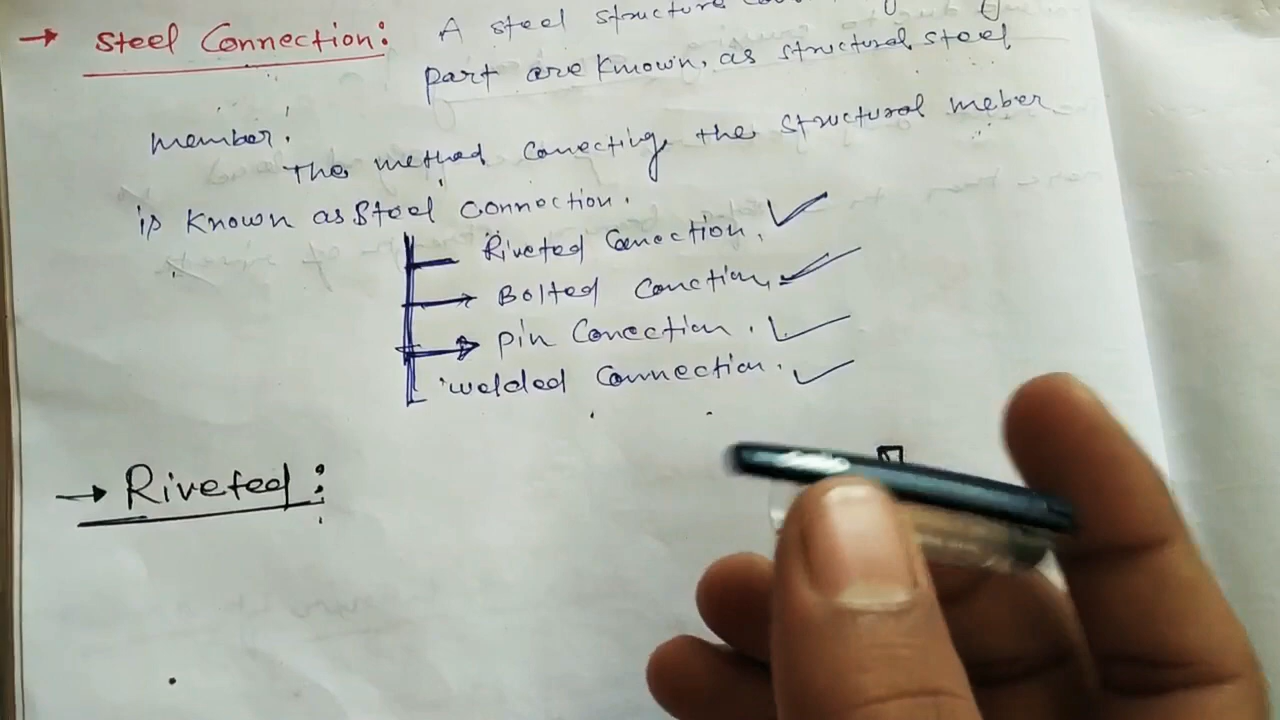 → Steel Connection: A steel structure
part are known, as structural steel
member.
The method conecting the structural meber
is known as Steel connection.
Riveted Conection. ✓
Bolted Conction, ✓
Pin Conection. ✓
welded Connection. ✓
→ Riveted: